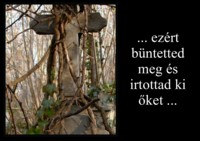 ... ezért
büntetted
meg és
irtottad ki
őket ...